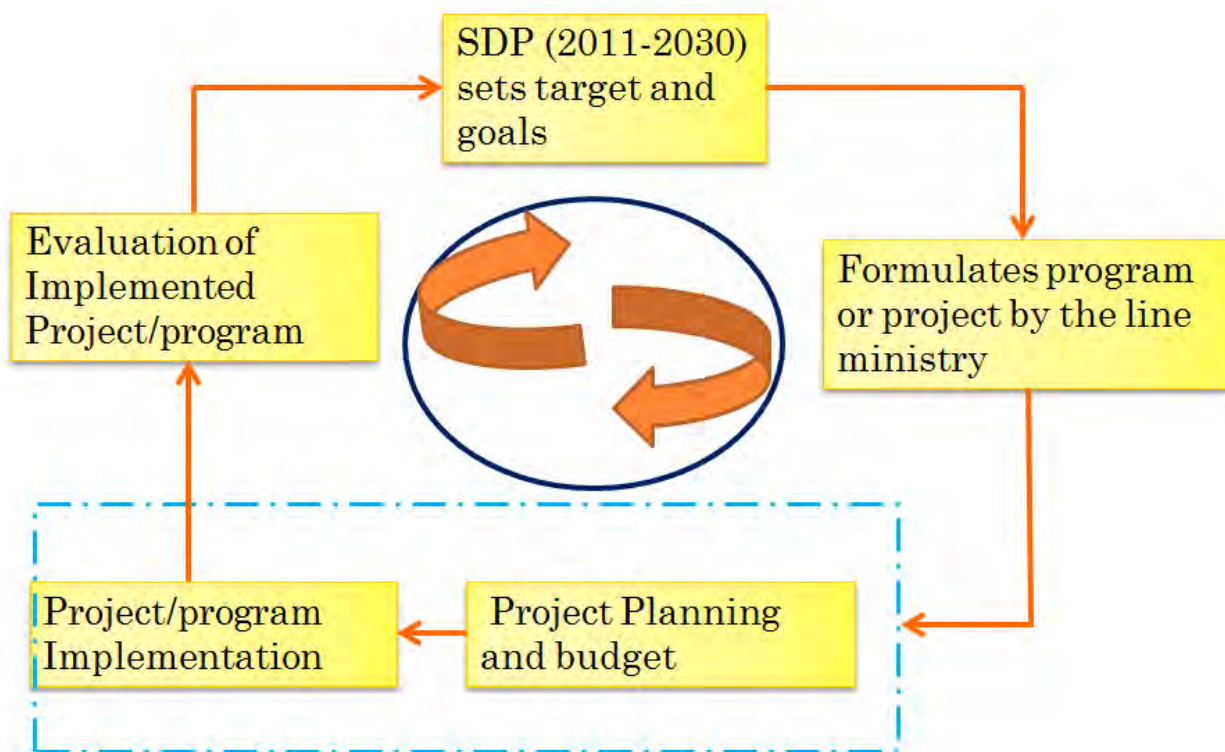 SDP (2011-2030)
sets target and
goals
Evaluation of
Implemented
Project/program
Formulates program
or project by the line
ministry
Project/program
Implementation
Project Planning
and budget